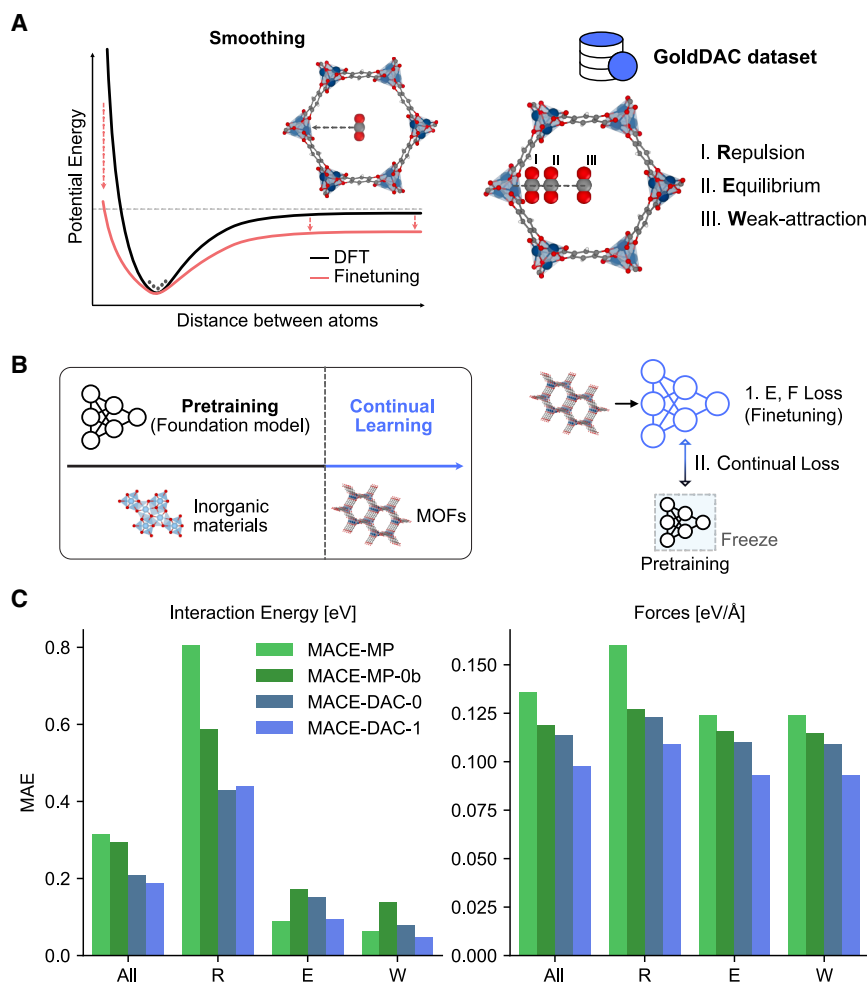 A
Smoothing
GoldDAC dataset
Potential Energy
DFT
Finetuning
Distance between atoms
I
II
III
I. Repulsion
II. Equilibrium
III. Weak-attraction
B
Pretraining
(Foundation model)
Continual
Learning
Inorganic
materials
MOFs
1. E, F Loss
(Finetuning)
II. Continual Loss
Freeze
Pretraining
C
Interaction Energy [eV]
MAE
0.8
0.6
0.4
0.2
0.0
MACE-MP
MACE-MP-0b
MACE-DAC-0
MACE-DAC-1
All
R
E
W
Forces [eV/Å]
0.150
0.125
0.100
0.075
0.050
0.025
0.000
All
R
E
W